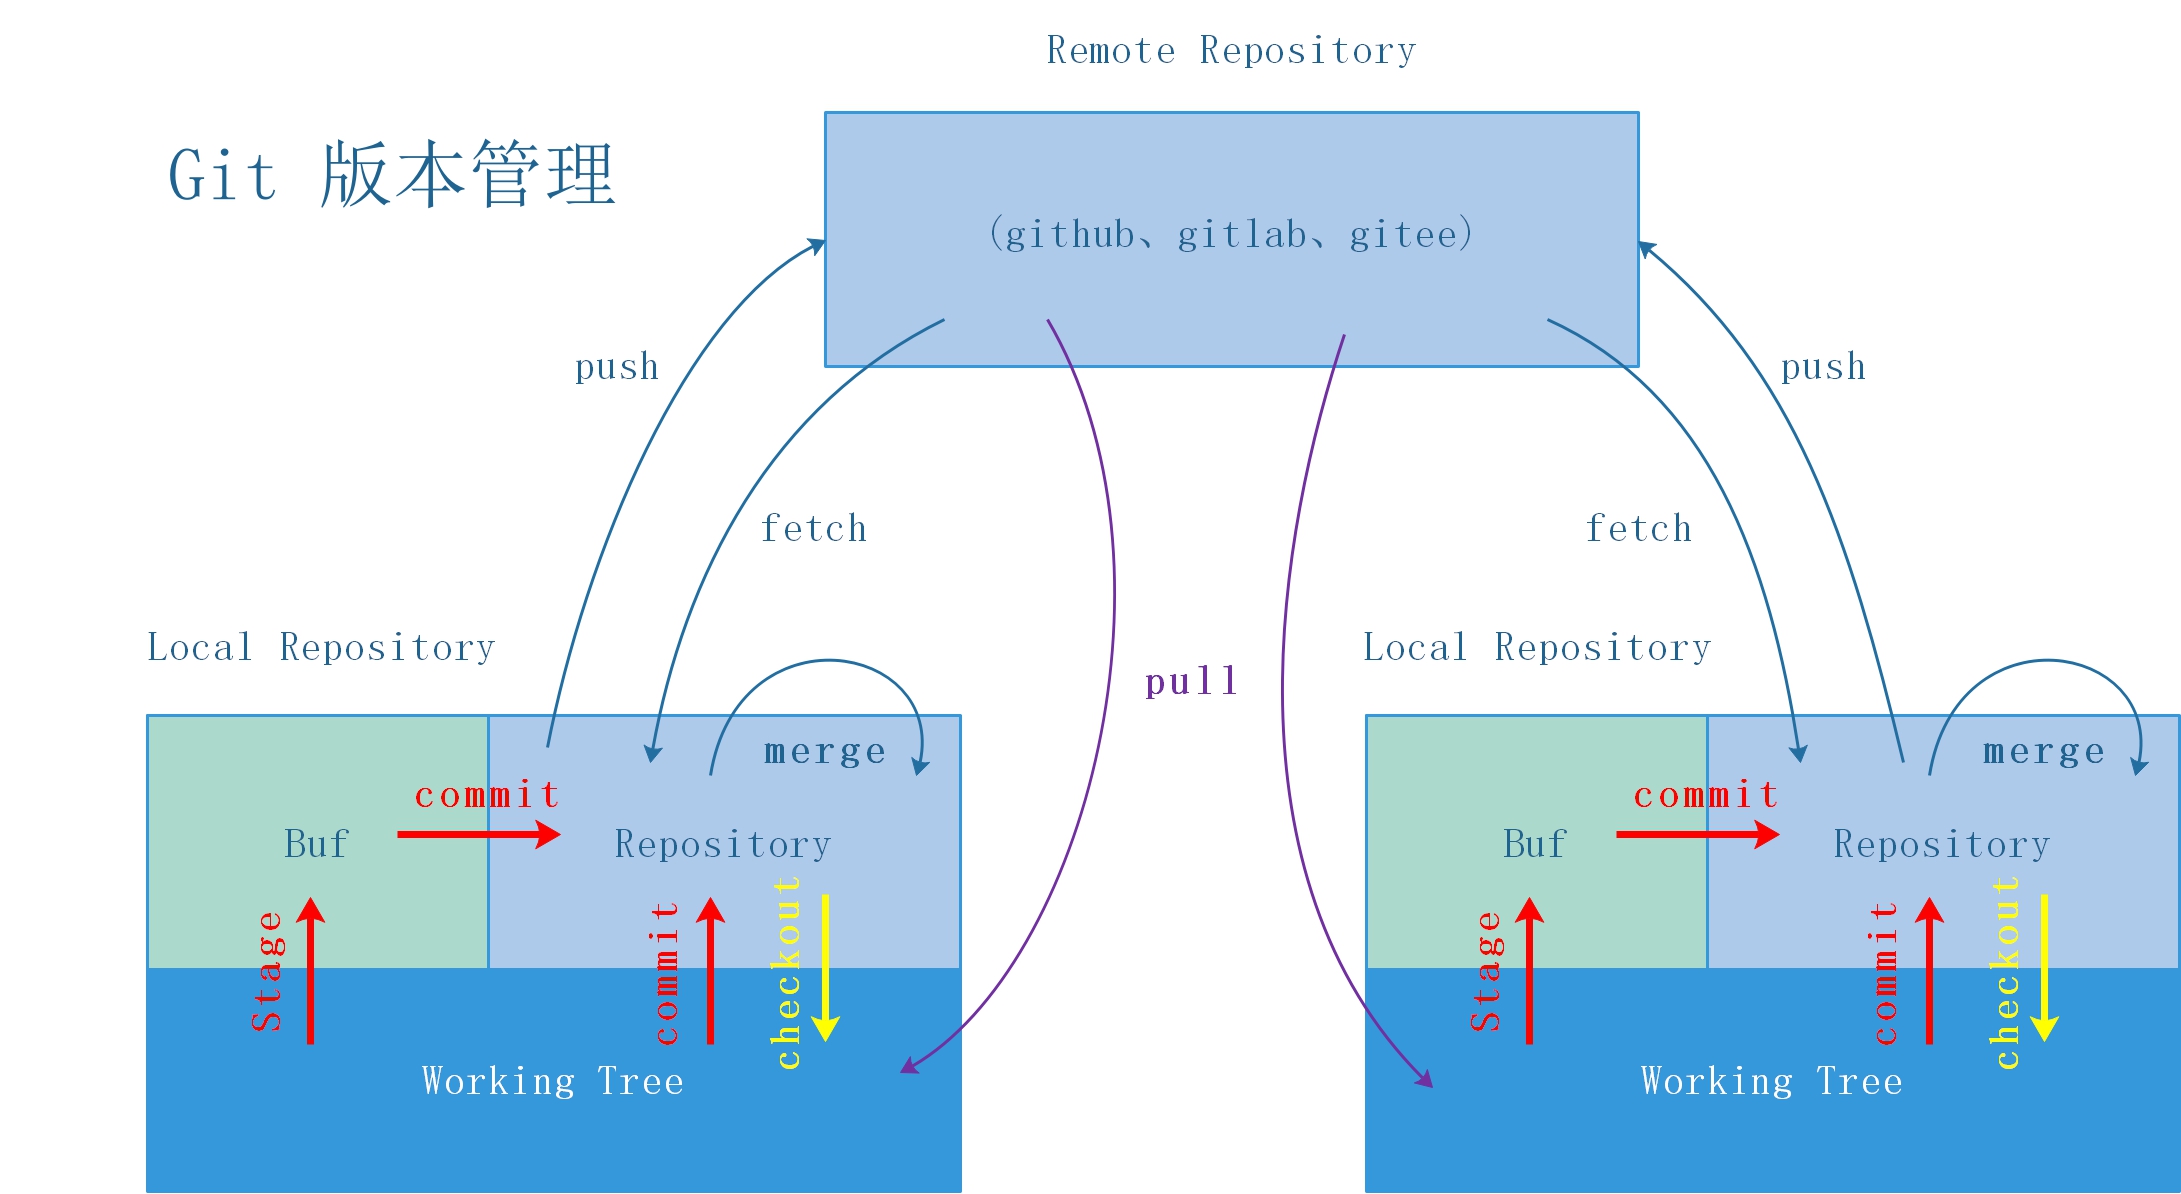 Remote Repository
Git 版本管理
(github、gitlab、gitee)
push
push
fetch
fetch
Local Repository
Local Repository
pull
merge
merge
commit
commit
Buf
Repository
Buf
Repository
Stage
commit
checkout
Stage
commit
checkout
Working Tree
Working Tree